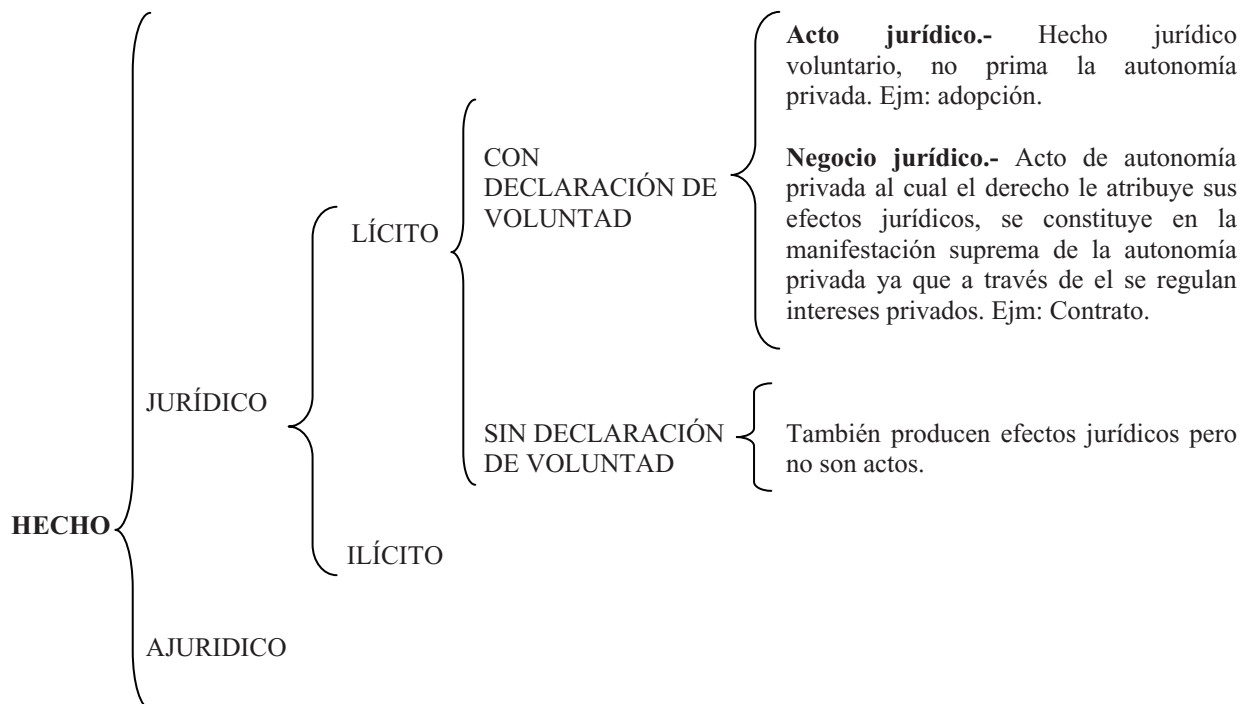 HECHO
JURÍDICO
AJURIDICO
LÍCITO
ILÍCITO
CON
DECLARACIÓN DE
VOLUNTAD
SIN DECLARACIÓN
DE VOLUNTAD
Acto jurídico.- Hecho jurídico
voluntario, no prima la autonomía
privada. Ejm: adopción.
Negocio jurídico.- Acto de autonomía
privada al cual el derecho le atribuye sus
efectos jurídicos, se constituye en la
manifestación suprema de la autonomía
privada ya que a través de el se regulan
intereses privados. Ejm: Contrato.
También producen efectos jurídicos pero
no son actos.